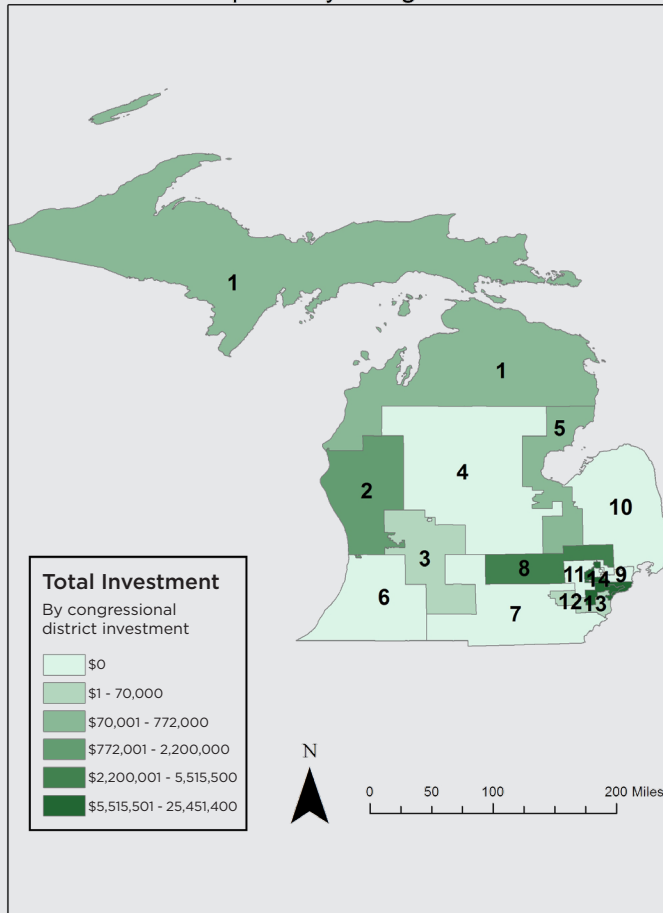 1
1
5
4
2
10
3
8
11
14
9
6
12
13
7
Total Investment
By congressional
district investment
$0
$1 - 70,000
$70,001 - 772,000
$772,001 - 2,200,000
$2,200,001 - 5,515,500
$5,515,501 - 25,451,400
N
0 50 100 200 Miles